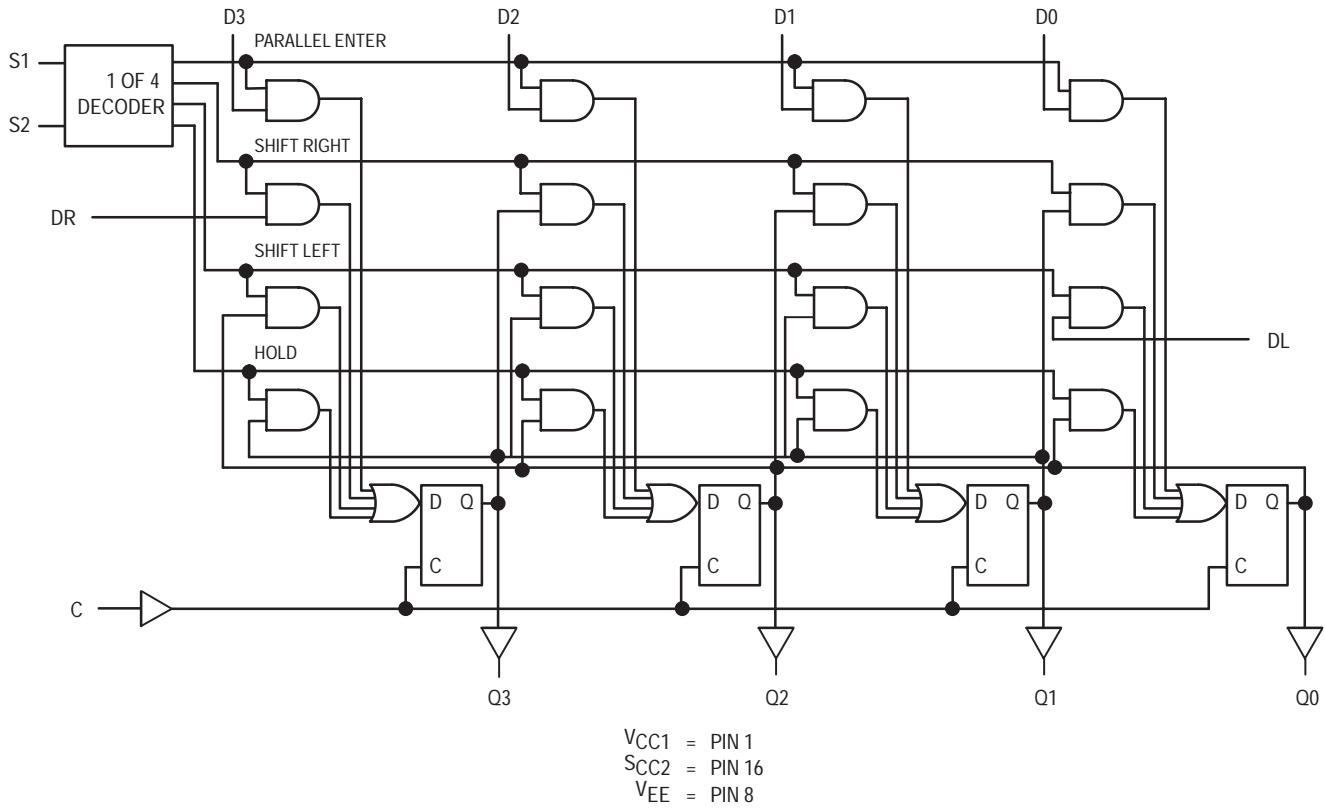 D3 D2 D1 D0
PARALLEL ENTER
S1
1 OF 4
DECODER
S2
SHIFT RIGHT
DR
SHIFT LEFT
DL
HOLD
D Q D Q D Q D Q
C C C C
C
Q3 Q2 Q1 Q0
VCC1 = PIN 1
SCC2 = PIN 16
VEE = PIN 8